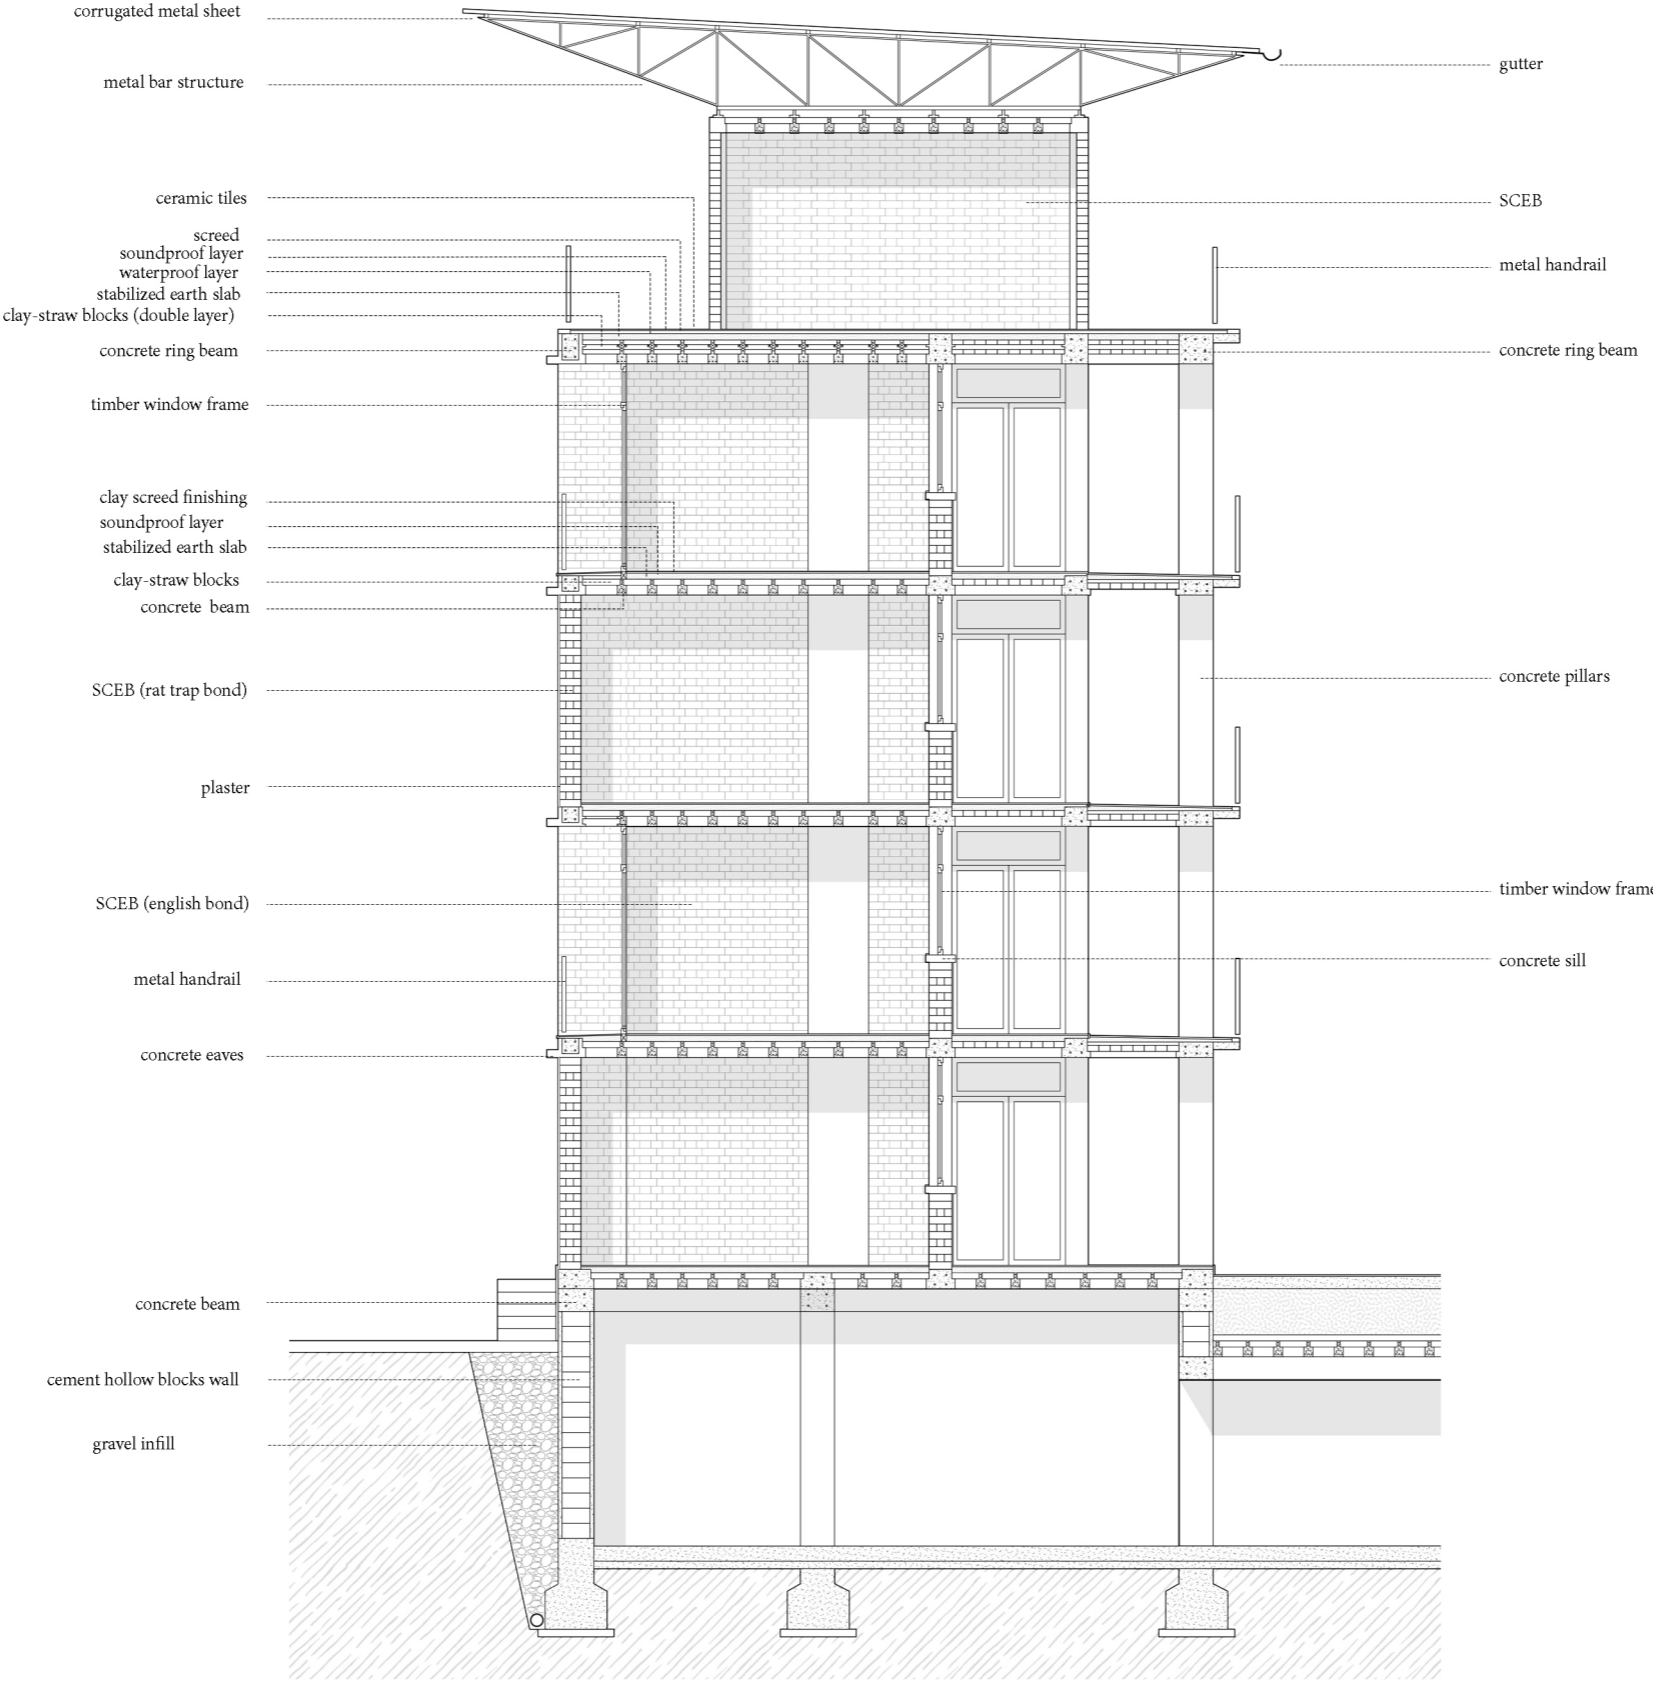 corrugated metal sheet
metal bar structure
gutter
ceramic tiles
SCEB
screed
soundproof layer
metal handrail
waterproof layer
stabilized earth slab
clay-straw blocks (double layer)
concrete ring beam
concrete ring beam
timber window frame
clay screed finishing
soundproof layer
stabilized earth slab
clay-straw blocks
concrete beam
concrete pillars
SCEB (rat trap bond)
plaster
timber window frame
SCEB (english bond)
concrete sill
metal handrail
concrete eaves
concrete beam
cement hollow blocks wall
gravel infill